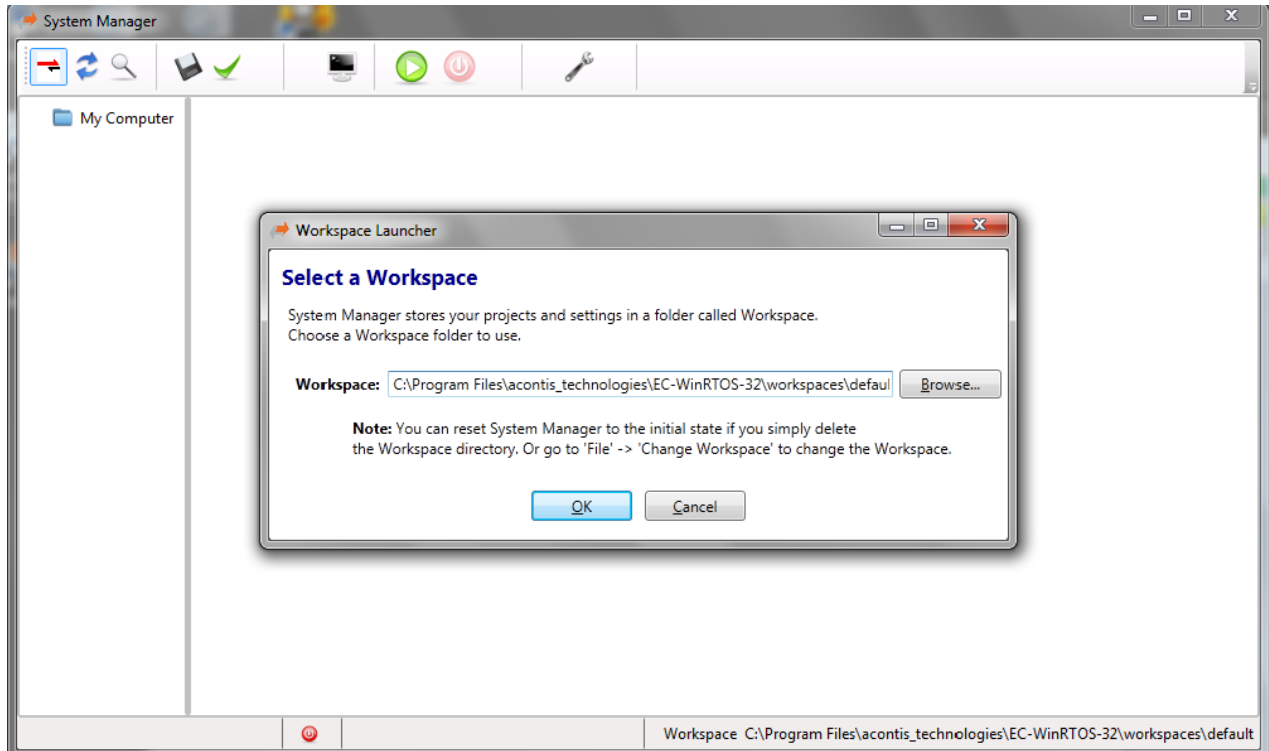 System Manager
My Computer
Workspace Launcher
Select a Workspace
System Manager stores your projects and settings in a folder called Workspace.
Choose a Workspace folder to use.
Workspace: C:\Program Files\acontis_technologies\EC-WinRTOS-32\workspaces\defaul Browse...
Note: You can reset System Manager to the initial state if you simply delete
the Workspace directory. Or go to 'File' -> 'Change Workspace' to change the Workspace.
OK Cancel
Workspace C:\Program Files\acontis_technologies\EC-WinRTOS-32\workspaces\default